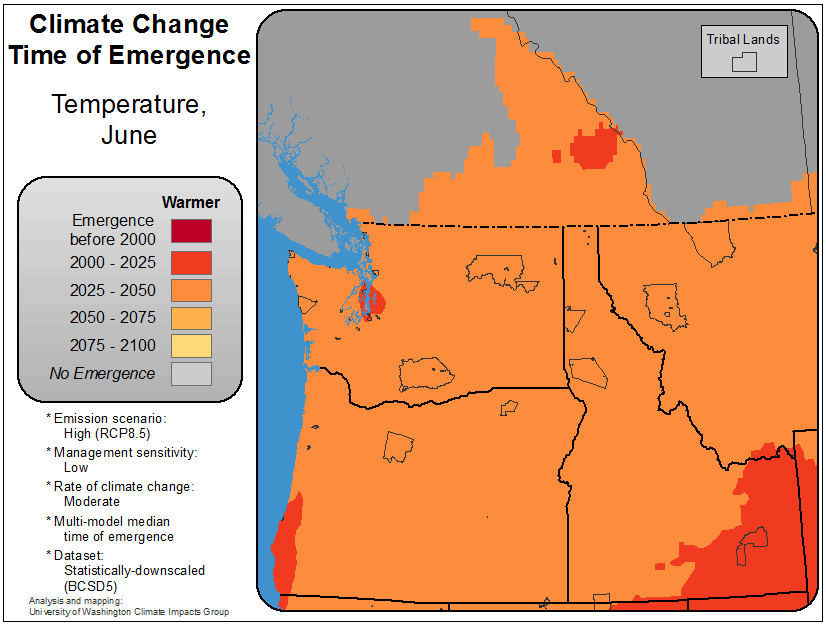 Climate Change
Time of Emergence
Temperature,
June
Warmer
Emergence
before 2000
2000 - 2025
2025 - 2050
2050 - 2075
2075 - 2100
No Emergence
* Emission scenario:
High (RCP8.5)
* Management sensitivity:
Low
* Rate of climate change:
Moderate
* Multi-model median
time of emergence
* Dataset:
Statistically-downscaled
(BCSD5)
Analysis and mapping:
University of Washington Climate Impacts Group
Tribal Lands